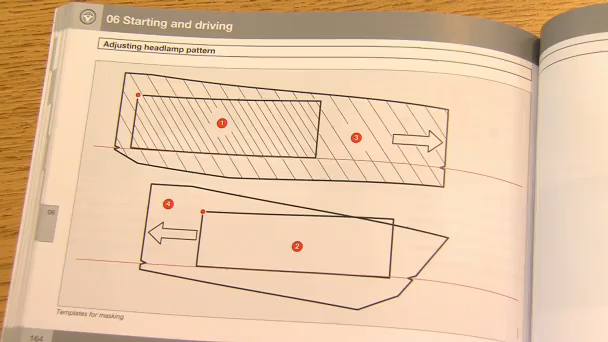 06 Starting and driving
Adjusting headlamp pattern
1
3
4
2
06
Templates for masking
164